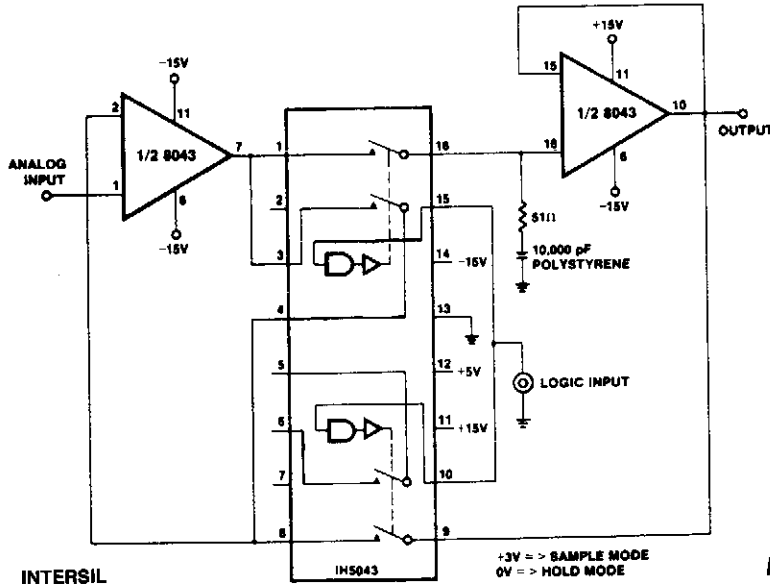 -15V
11
2
1/2 8043
7
ANALOG
INPUT
1
6
-15V
+15V
15
11
10
1/2 8043
OUTPUT
16
6
-15V
1
16
2
15
3
14
-15V
4
13
5
12
+5V
6
11
+15V
7
10
8
9
51Ω
10,000 pF
POLYSTYRENE
LOGIC INPUT
IH5043
+3V = > SAMPLE MODE
0V = > HOLD MODE
INTERSIL